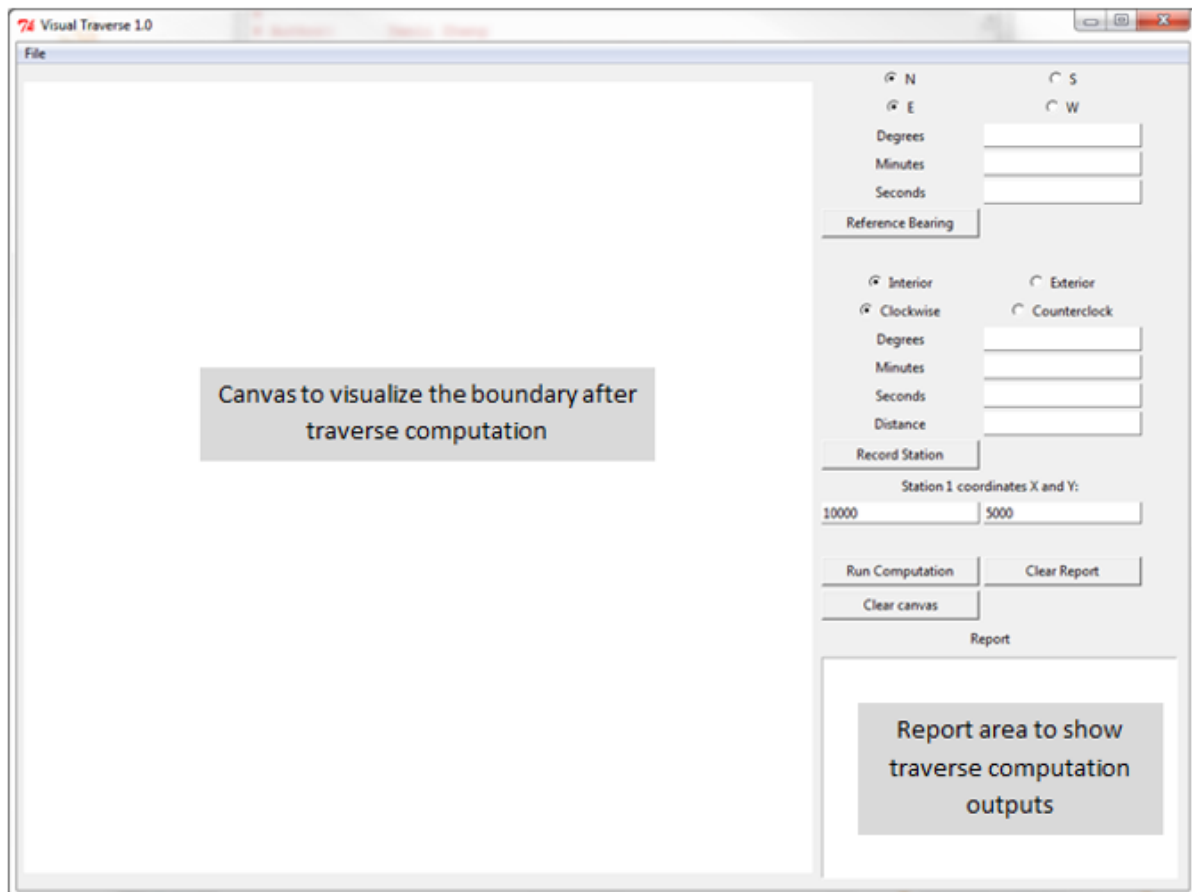 Visual Traverse 1.0
File
N S
E W
Degrees
Minutes
Seconds
Reference Bearing
Interior Exterior
Clockwise Counterclock
Degrees
Minutes
Seconds
Distance
Record Station
Station 1 coordinates X and Y:
10000 5000
Run Computation Clear Report
Clear canvas
Report
Canvas to visualize the boundary after
traverse computation
Report area to show
traverse computation
outputs